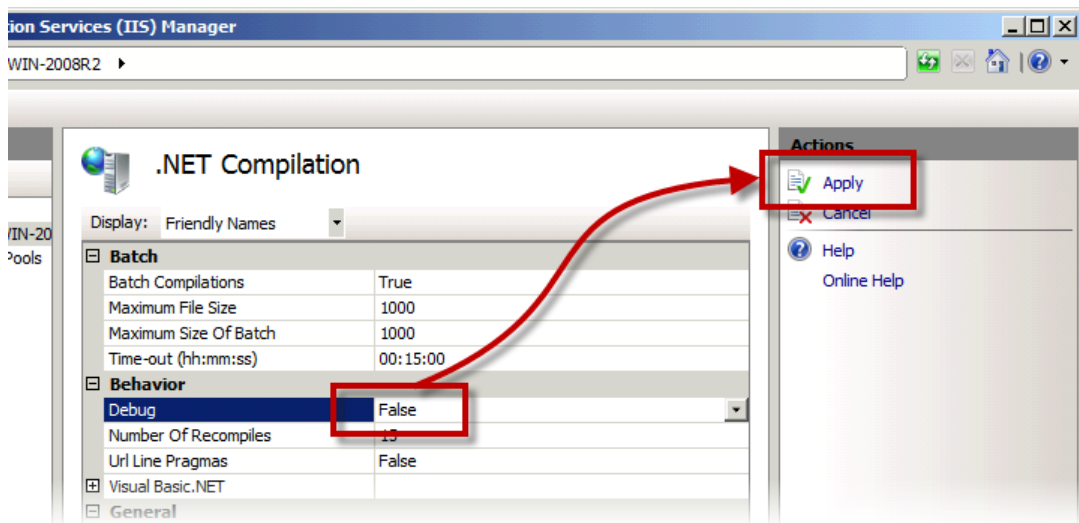 tion Services (IIS) Manager
WIN-2008R2
.NET Compilation
Display: Friendly Names
Batch
Batch Compilations True
Maximum File Size 1000
Maximum Size Of Batch 1000
Time-out (hh:mm:ss) 00:15:00
Behavior
Debug False
Number Of Recompiles 15
Url Line Pragmas False
Visual Basic.NET
General
WIN-20
Pools
Actions
Apply
Cancel
Help
Online Help